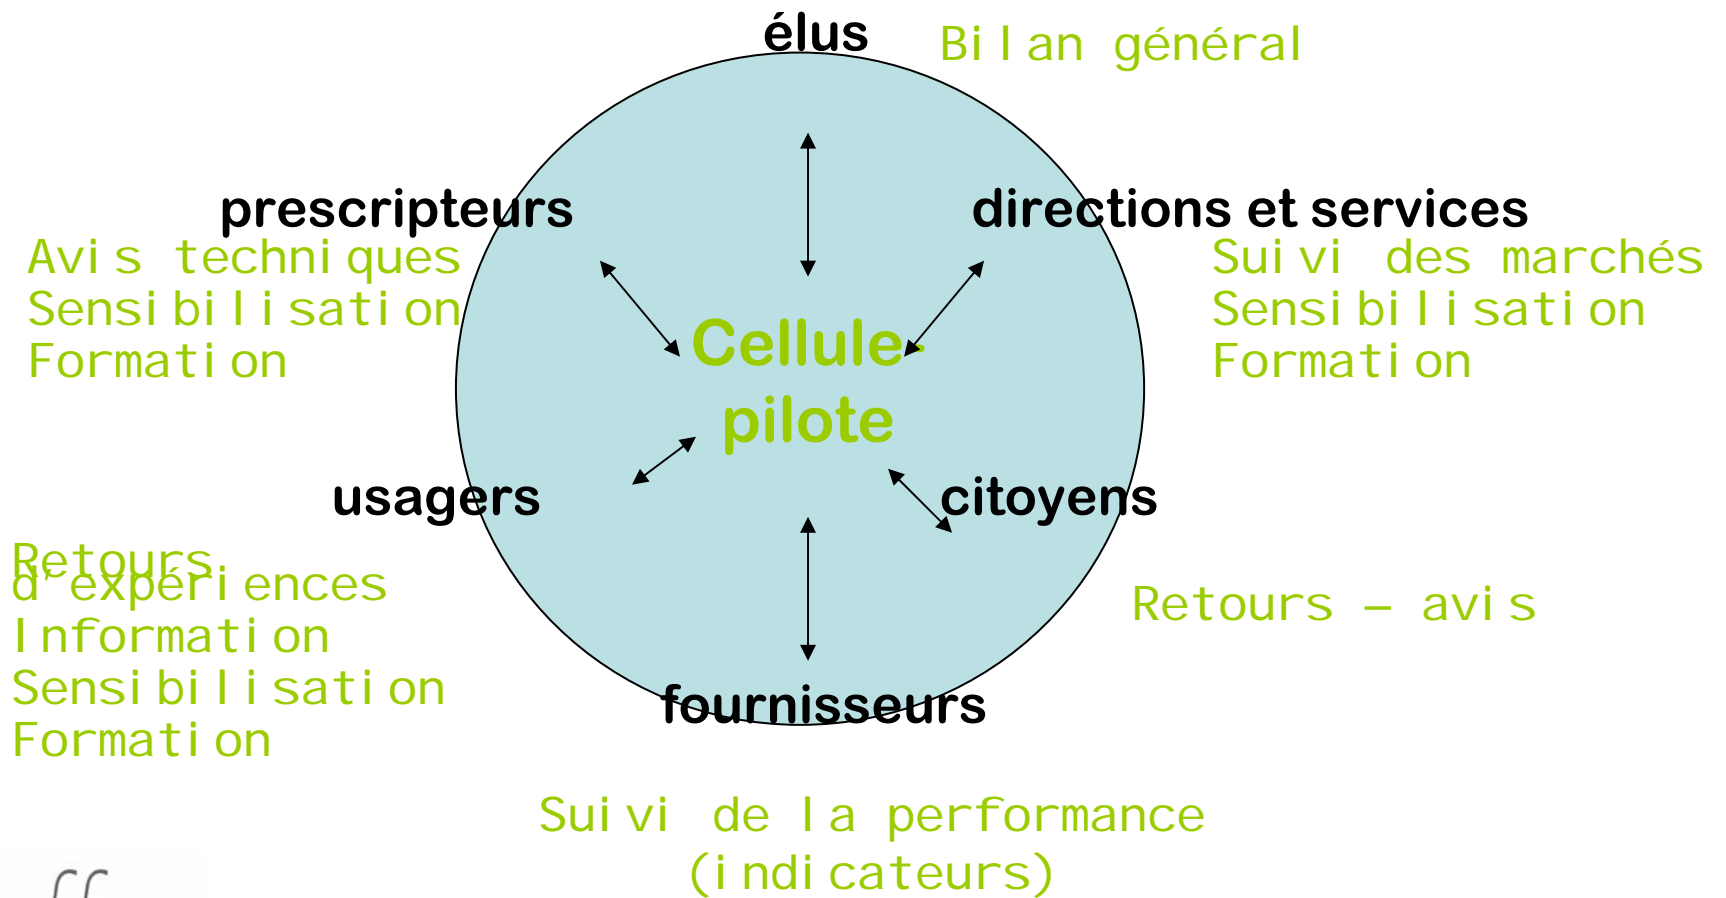 élus
Bilan général
prescripteurs
Avis techniques
Sensibilisation
Formation
directions et services
Suivi des marchés
Sensibilisation
Formation
Cellule-
pilote
usagers
Retours
d’expériences
Information
Sensibilisation
Formation
citoyens
Retours – avis
fournisseurs
Suivi de la performance
(indicateurs)